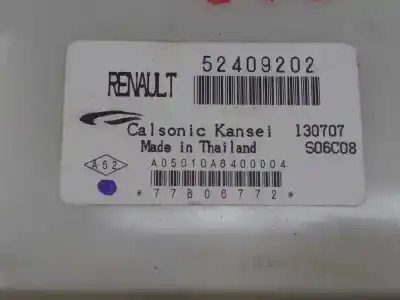 RENAULT 52409202
Calsonic Kansei 130707
Made in Thailand S06C08
A52 A05010A8400004
*77806772*